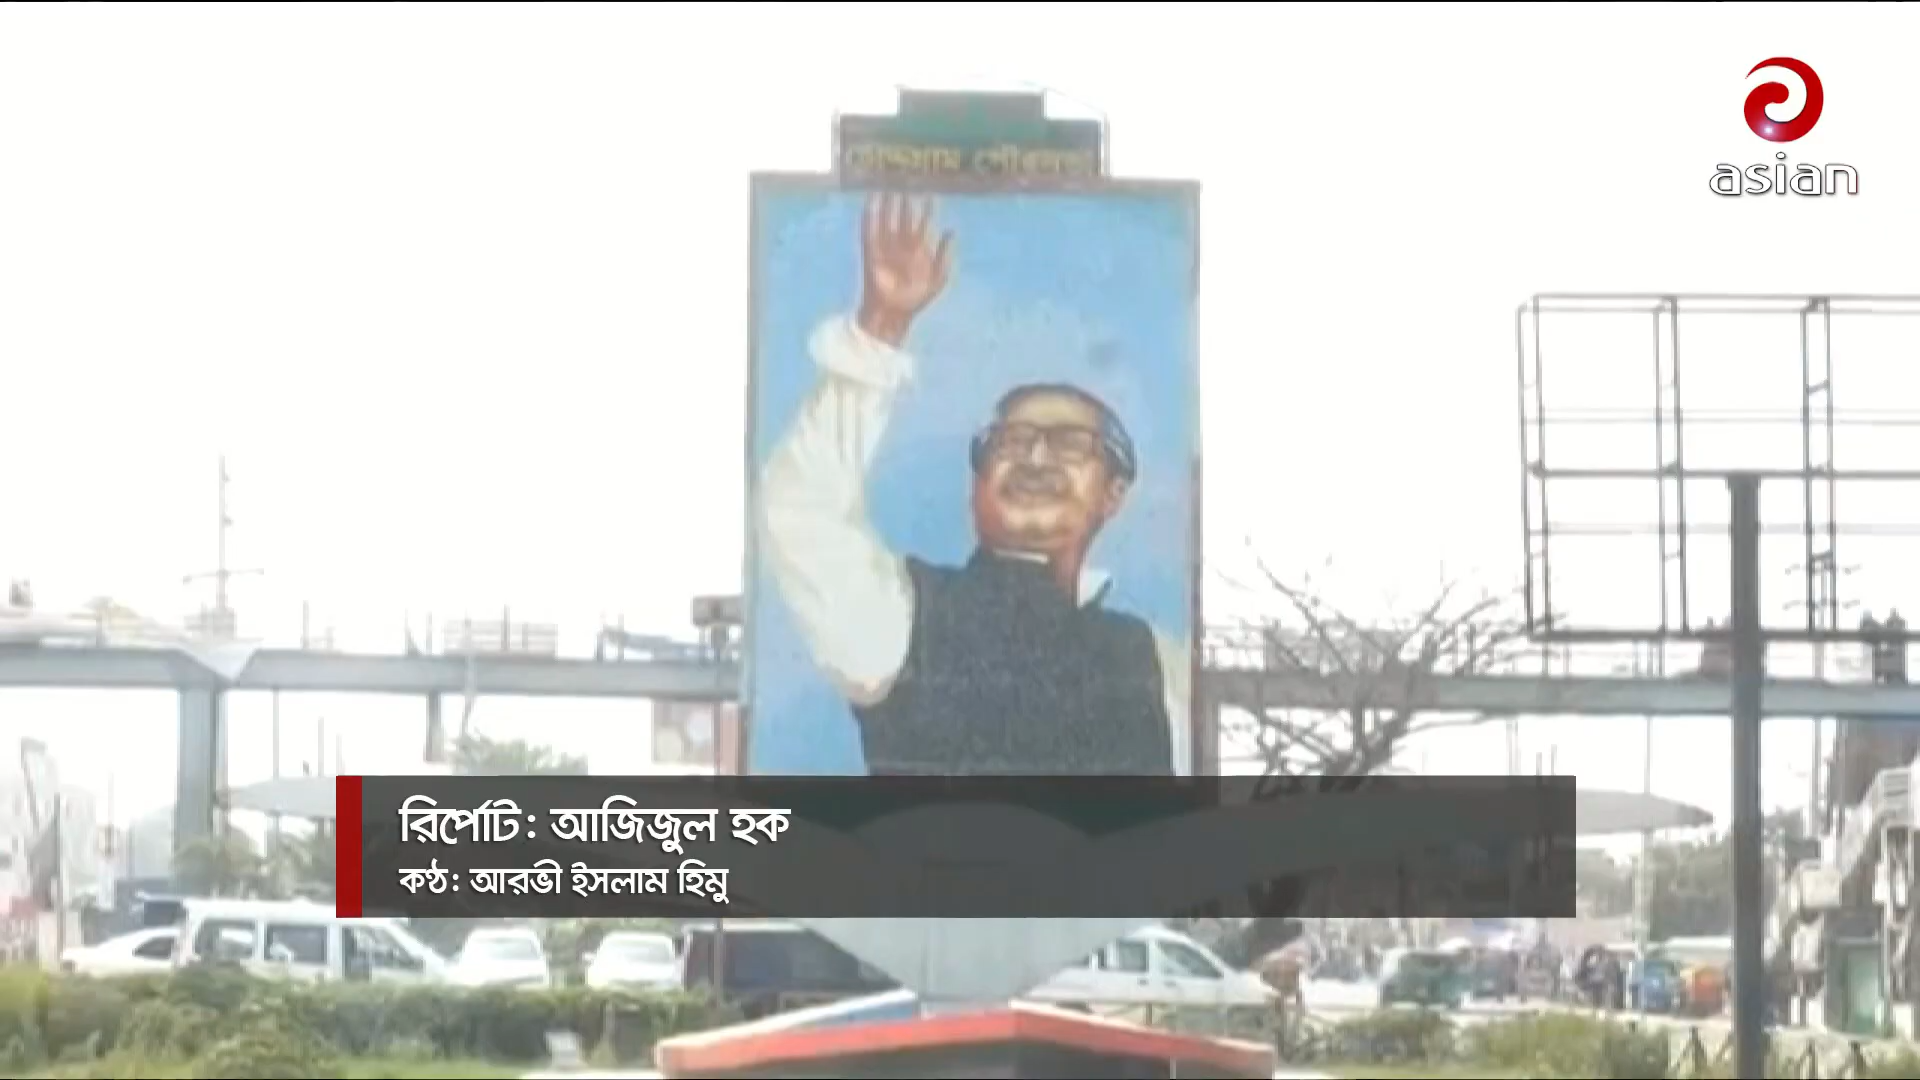 asian
রিপোর্ট: আজিজুল হক
কণ্ঠ: আরভী ইসলাম হিমু